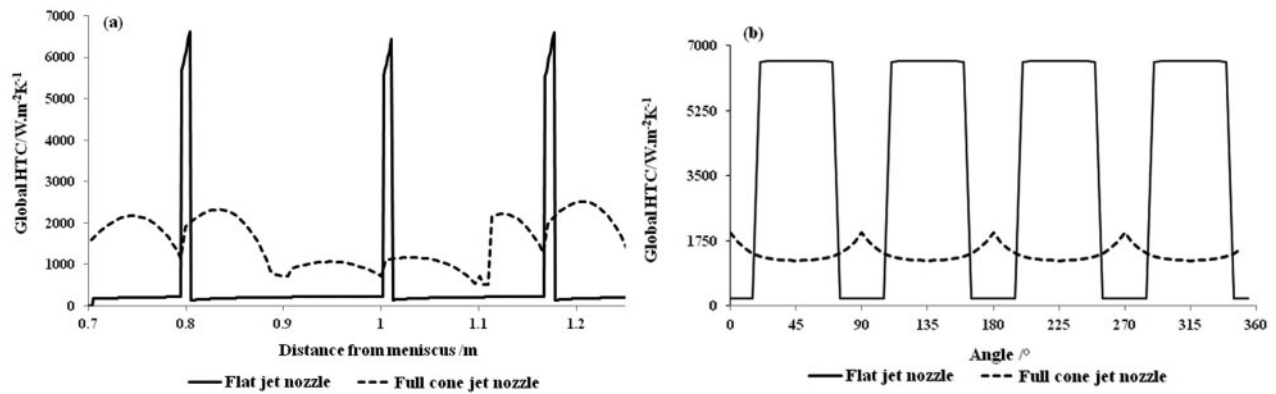 (a)
Global HTC/W.m⁻²K⁻¹
7000
6000
5000
4000
3000
2000
1000
0
0.7 0.8 0.9 1 1.1 1.2
Distance from meniscus /m
Flat jet nozzle Full cone jet nozzle
(b)
Global HTC/W.m⁻²K⁻¹
7000
5250
3500
1750
0
0 45 90 135 180 225 270 315 360
Angle /°
Flat jet nozzle Full cone jet nozzle